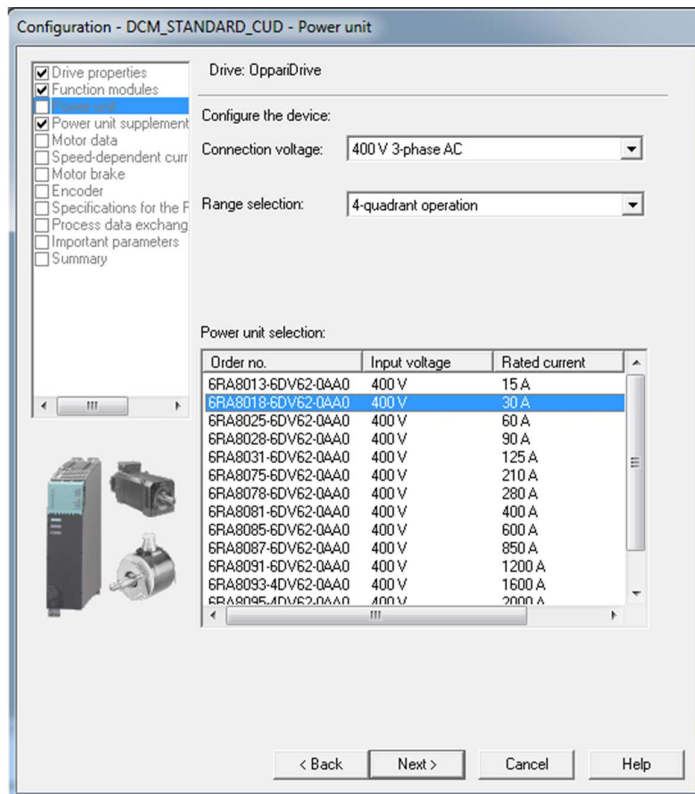 Configuration - DCM_STANDARD_CUD - Power unit
Drive properties
Function modules
Power unit
Power unit supplement
Motor data
Speed-dependent curr
Motor brake
Encoder
Specifications for the F
Process data exchang
Important parameters
Summary
Drive: OppariDrive
Configure the device:
Connection voltage: 400 V 3-phase AC
Range selection: 4-quadrant operation
Power unit selection:
Order no. Input voltage Rated current
6RA8013-6DV62-0AA0 400 V 15 A
6RA8018-6DV62-0AA0 400 V 30 A
6RA8025-6DV62-0AA0 400 V 60 A
6RA8028-6DV62-0AA0 400 V 90 A
6RA8031-6DV62-0AA0 400 V 125 A
6RA8075-6DV62-0AA0 400 V 210 A
6RA8078-6DV62-0AA0 400 V 280 A
6RA8081-6DV62-0AA0 400 V 400 A
6RA8085-6DV62-0AA0 400 V 600 A
6RA8087-6DV62-0AA0 400 V 850 A
6RA8091-6DV62-0AA0 400 V 1200 A
6RA8093-4DV62-0AA0 400 V 1600 A
6RA8095-4DV62-0AA0 400 V 2000 A
< Back Next > Cancel Help